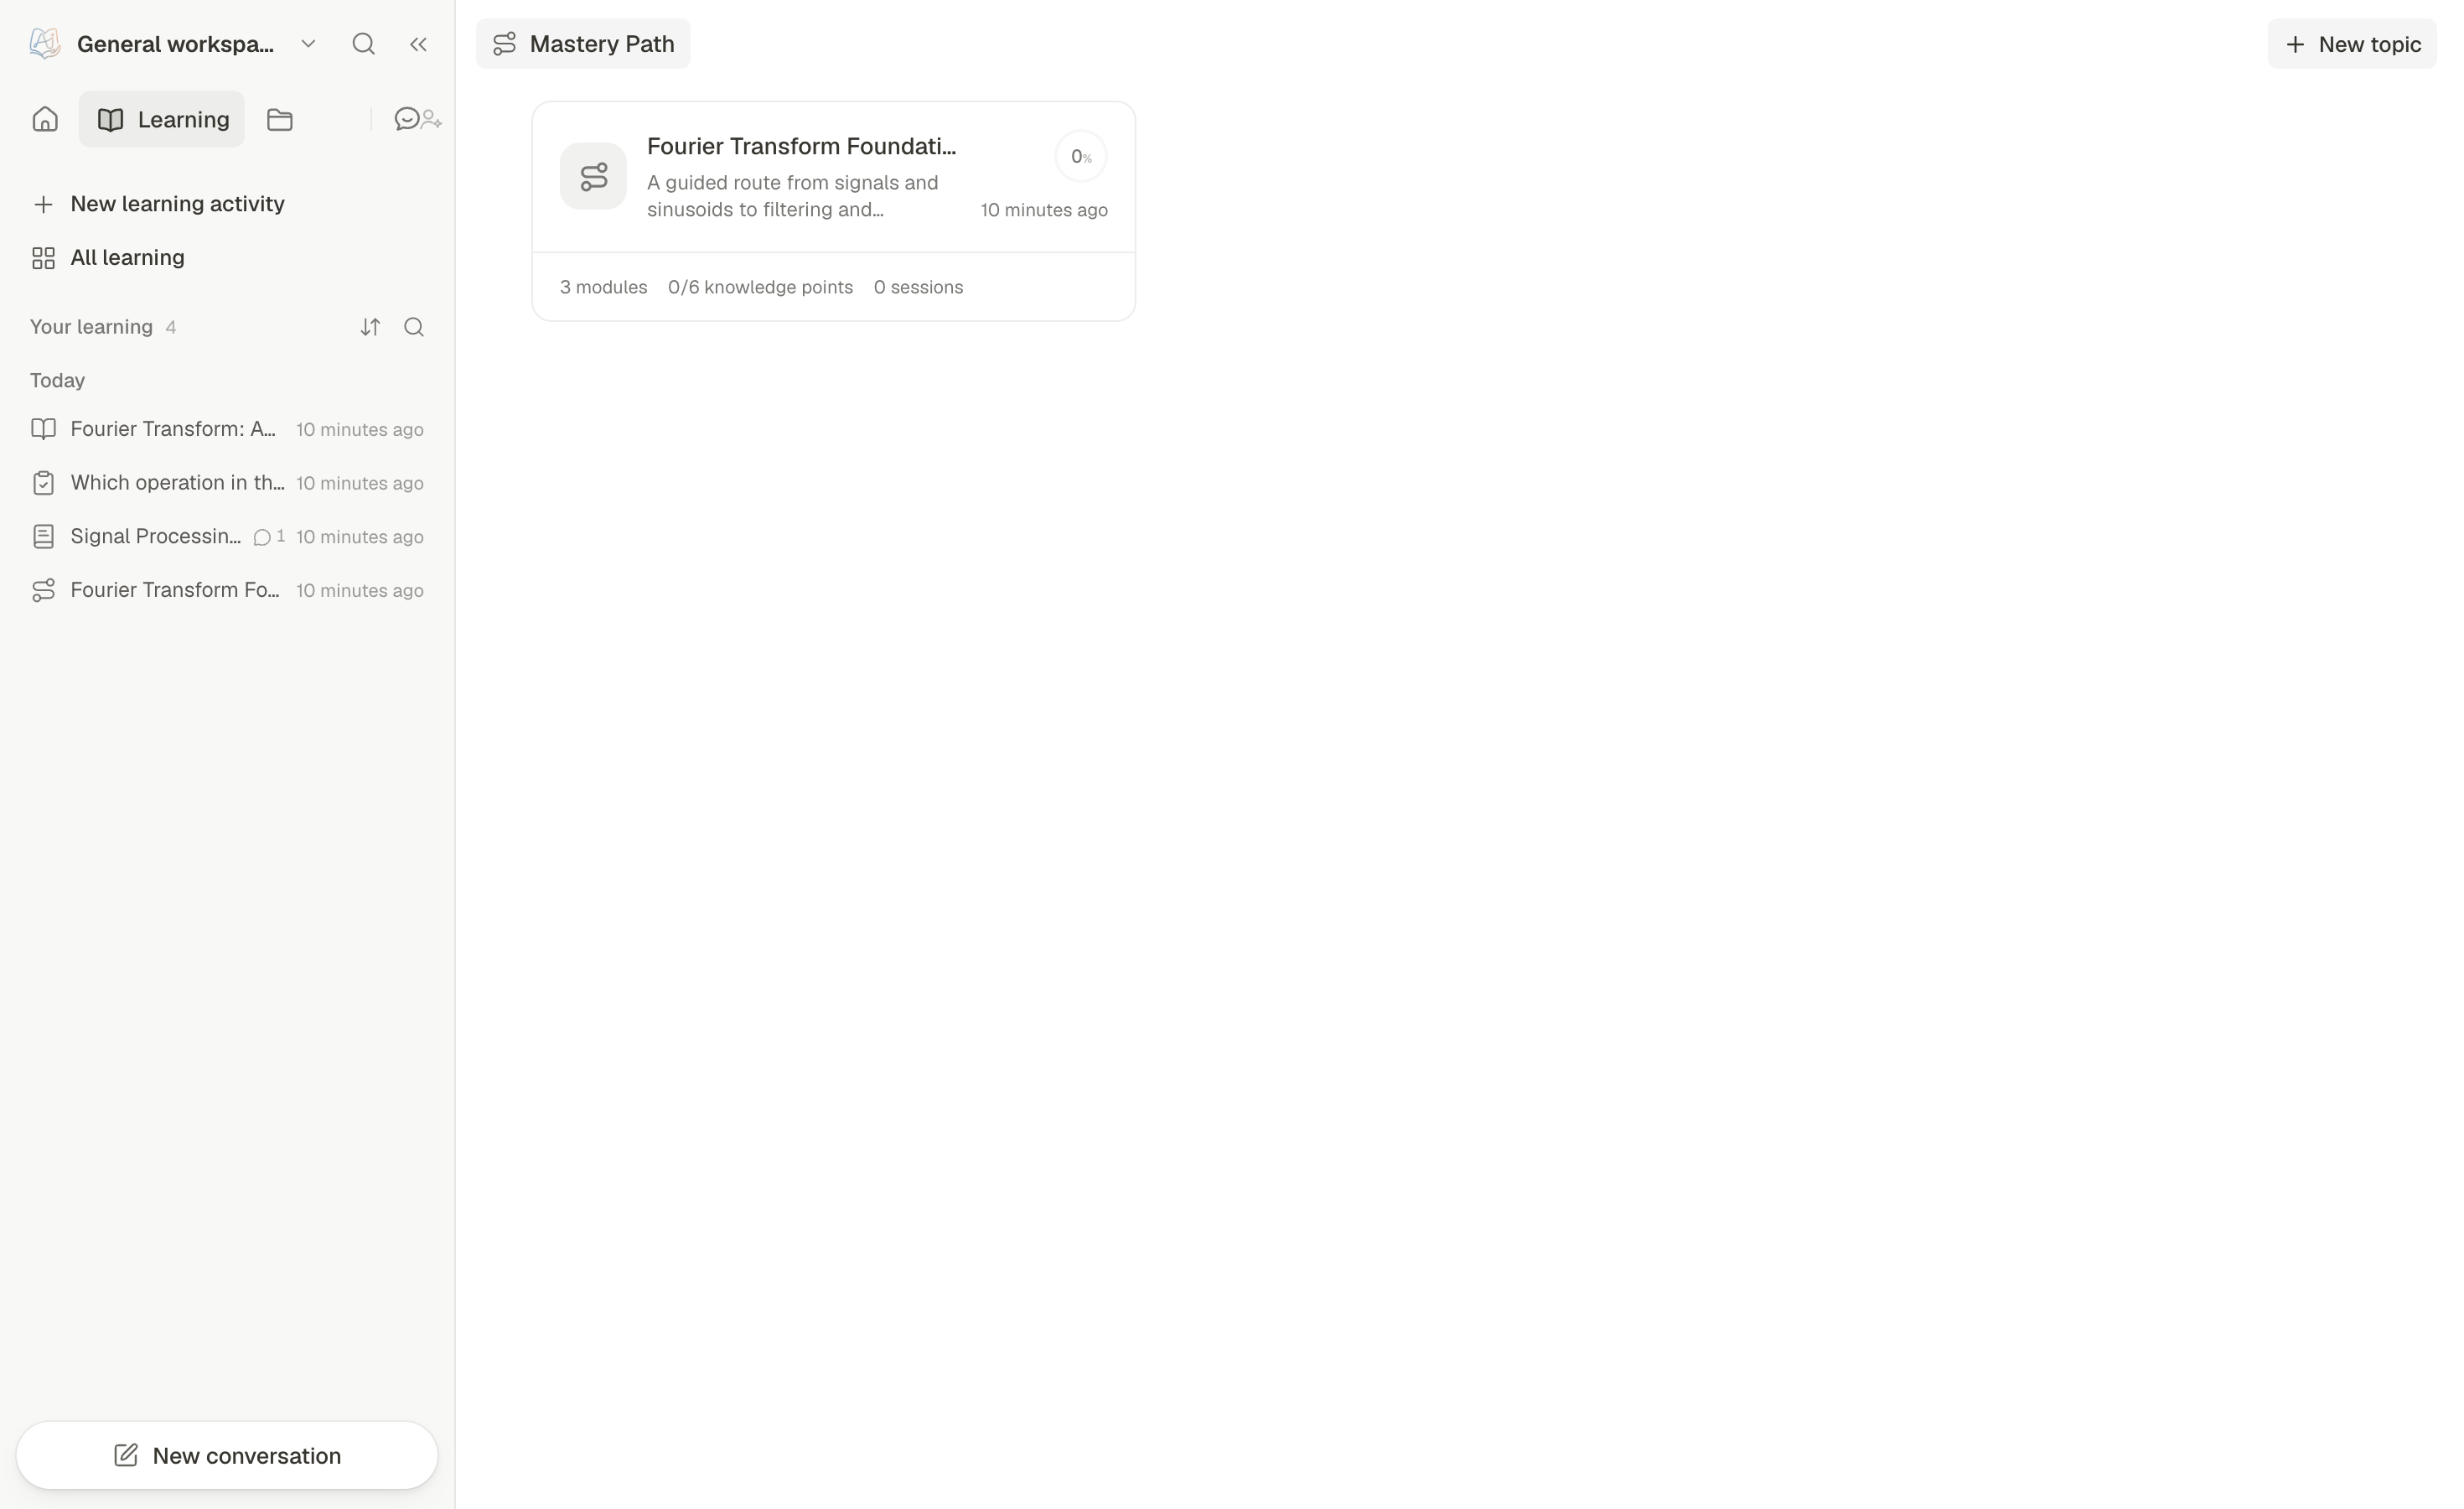 General workspa...
Learning
New learning activity
All learning
Your learning 4
Today
Fourier Transform: A... 10 minutes ago
Which operation in th... 10 minutes ago
Signal Processin... 1 10 minutes ago
Fourier Transform Fo... 10 minutes ago
New conversation
Mastery Path
New topic
Fourier Transform Foundati...
0%
A guided route from signals and
sinusoids to filtering and...
10 minutes ago
3 modules 0/6 knowledge points 0 sessions